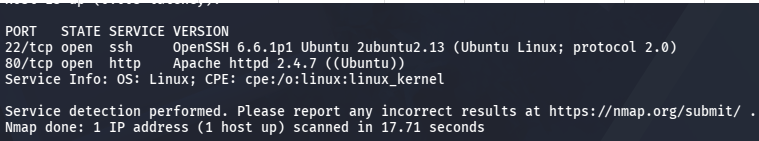 PORT   STATE SERVICE VERSION
22/tcp open  ssh     OpenSSH 6.6.1p1 Ubuntu 2ubuntu2.13 (Ubuntu Linux; protocol 2.0)
80/tcp open  http    Apache httpd 2.4.7 ((Ubuntu))
Service Info: OS: Linux; CPE: cpe:/o:linux:linux_kernel
Service detection performed. Please report any incorrect results at https://nmap.org/submit/ .
Nmap done: 1 IP address (1 host up) scanned in 17.71 seconds